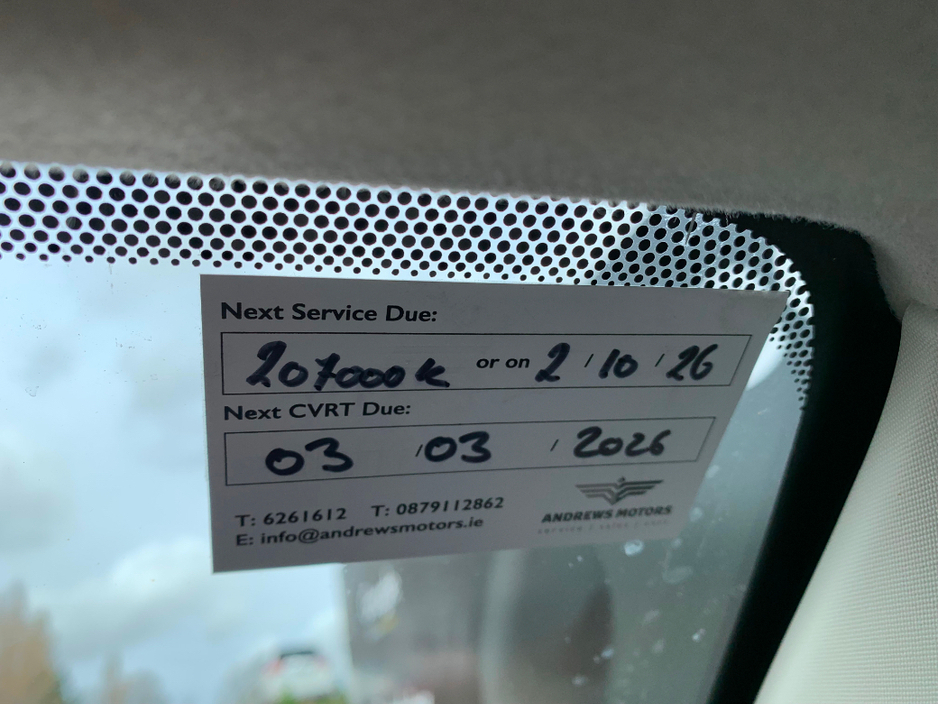 Next Service Due:
207000k or on 2 / 10 / 26
Next CVRT Due:
03 / 03 / 2026
T: 6261612 T: 0879112862
E: info@andrewsmotors.ie
ANDREWS MOTORS